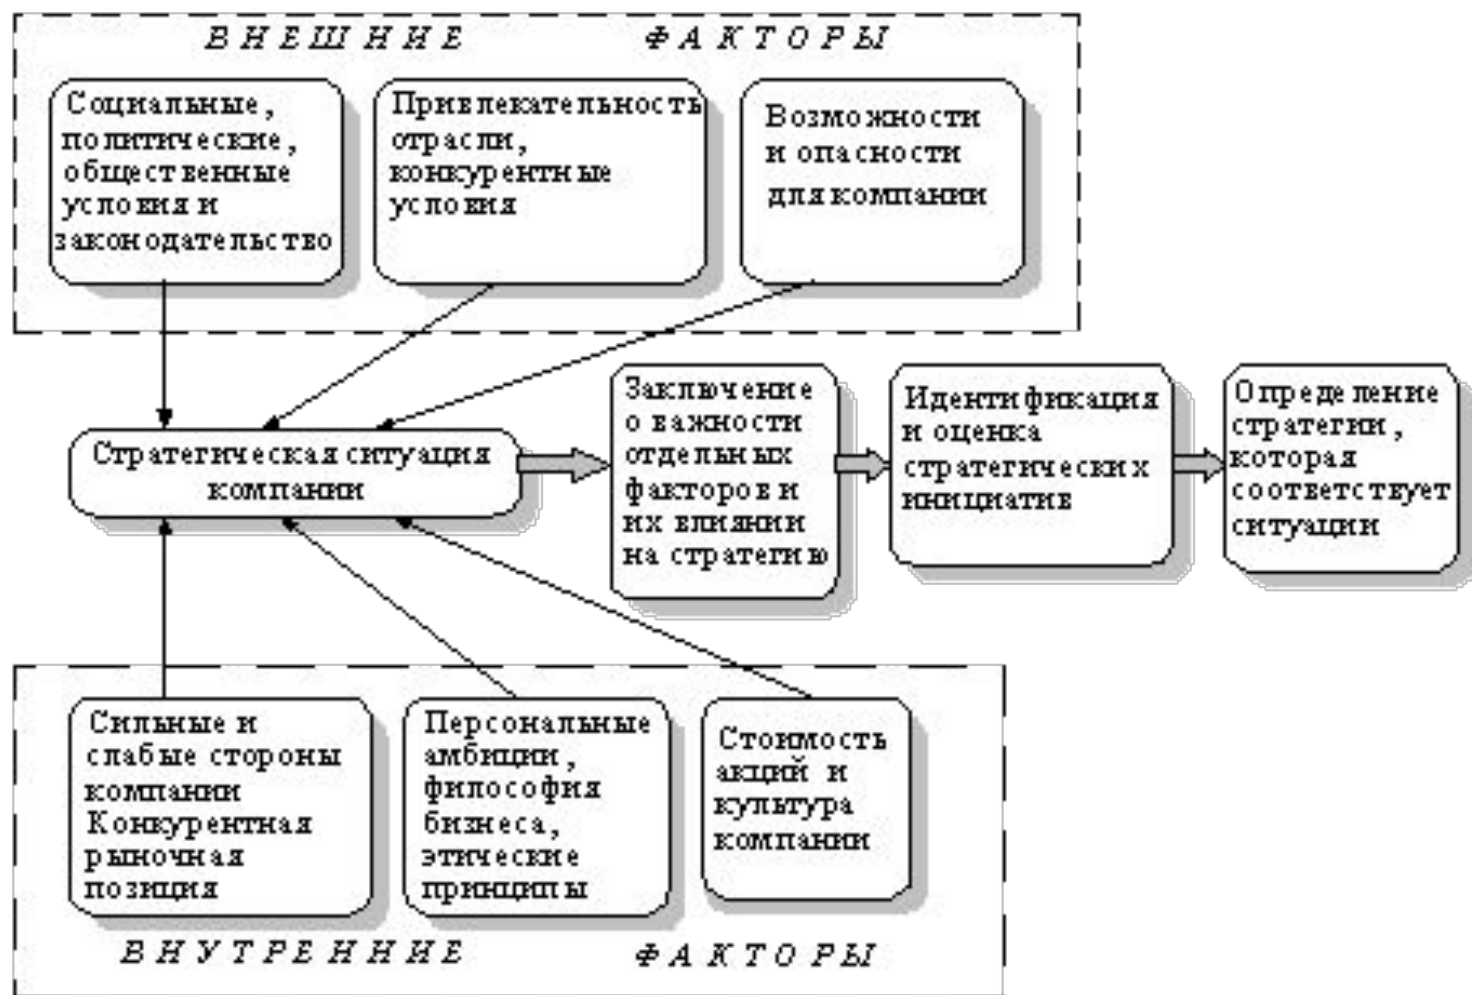 ВНЕШНИЕ ФАКТОРЫ
Социальные,
политические,
общественные
условия и
законодательство
Привлекательность
отрасли,
конкурентные
условия
Возможности
и опасности
для компании
Стратегическая ситуация
компании
Заключение
о важности
отдельных
факторов и
их влиянии
на стратегию
Идентификация
и оценка
стратегических
инициатив
Определение
стратегии,
которая
соответствует
ситуации
Сильные и
слабые стороны
компании
Конкурентная
рыночная
позиция
Персональные
амбиции,
философия
бизнеса,
этические
принципы
Стоимость
акций и
культура
компании
ВНУТРЕННИЕ ФАКТОРЫ